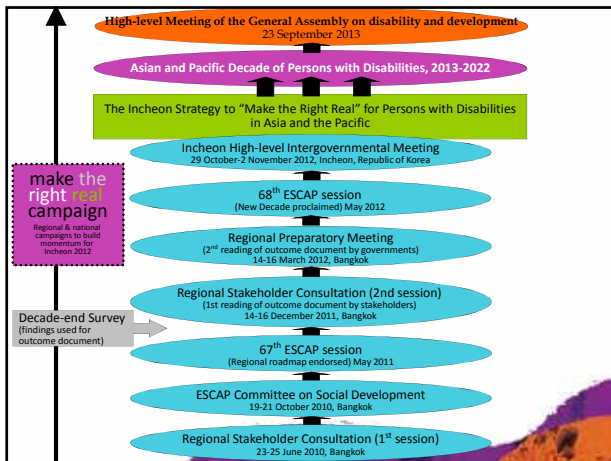 High-level Meeting of the General Assembly on disability and development
23 September 2013
Asian and Pacific Decade of Persons with Disabilities, 2013-2022
The Incheon Strategy to “Make the Right Real” for Persons with Disabilities
in Asia and the Pacific
Incheon High-level Intergovernmental Meeting
29 October-2 November 2012, Incheon, Republic of Korea
make the
right real
campaign
Regional & national
campaigns to build
momentum for
Incheon 2012
68th ESCAP session
(New Decade proclaimed) May 2012
Regional Preparatory Meeting
(2nd reading of outcome document by governments)
14-16 March 2012, Bangkok
Regional Stakeholder Consultation (2nd session)
(1st reading of outcome document by stakeholders)
14-16 December 2011, Bangkok
Decade-end Survey
(findings used for
outcome document)
67th ESCAP session
(Regional roadmap endorsed) May 2011
ESCAP Committee on Social Development
19-21 October 2010, Bangkok
Regional Stakeholder Consultation (1st session)
23-25 June 2010, Bangkok